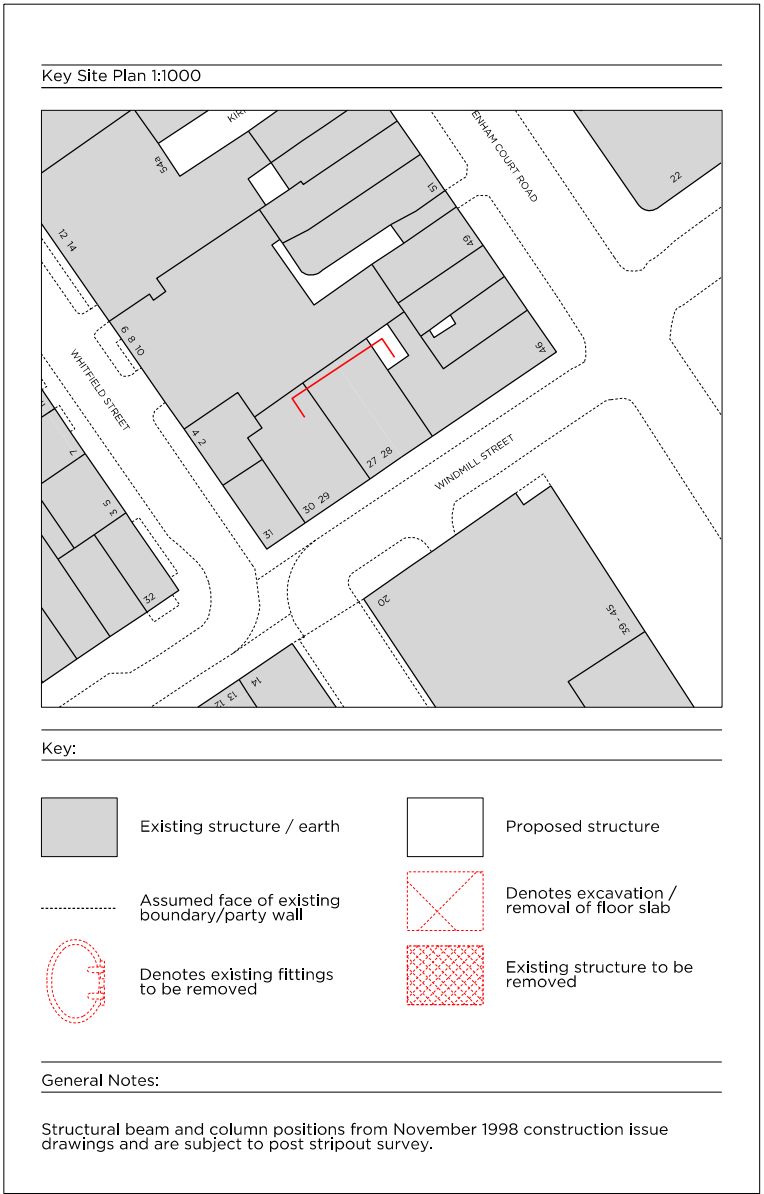 Key Site Plan 1:1000
ENHAM COURT ROAD
54a
22
51
12 14
49
6 8 10
46
WHITFIELD STREET
4 2
7
27 28
WINDMILL STREET
30 29
3 5
31
32
20
39 - 45
14
13
12
Key:
Existing structure / earth
Proposed structure
Assumed face of existing
boundary/party wall
Denotes excavation /
removal of floor slab
Denotes existing fittings
to be removed
Existing structure to be
removed
General Notes:
Structural beam and column positions from November 1998 construction issue
drawings and are subject to post stripout survey.